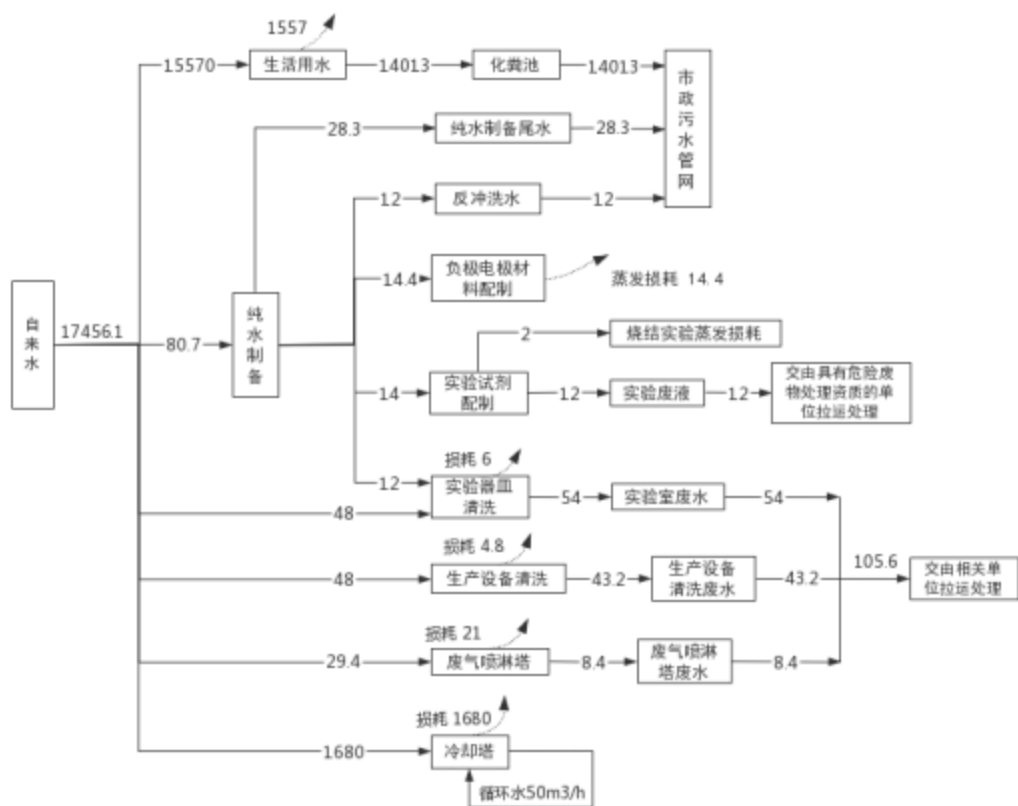 1557
15570
生活用水
14013
化粪池
14013
市政污水管网
28.3
纯水制备尾水
28.3
12
反冲洗水
12
14.4
负极电极材
料配制
蒸发损耗 14.4
自来水
17456.1
80.7
纯水制备
2
烧结实验蒸发损耗
14
实验试剂
配制
12
实验废液
12
交由具有危险废
物处理资质的单
位拉运处理
损耗 6
12
48
实验器皿
清洗
54
实验室废水
54
损耗 4.8
48
生产设备清洗
43.2
生产设备
清洗废水
43.2
105.6
交由相关单
位拉运处理
损耗 21
29.4
废气喷淋塔
8.4
废气喷淋
塔废水
8.4
损耗 1680
1680
冷却塔
循环水50m3/h